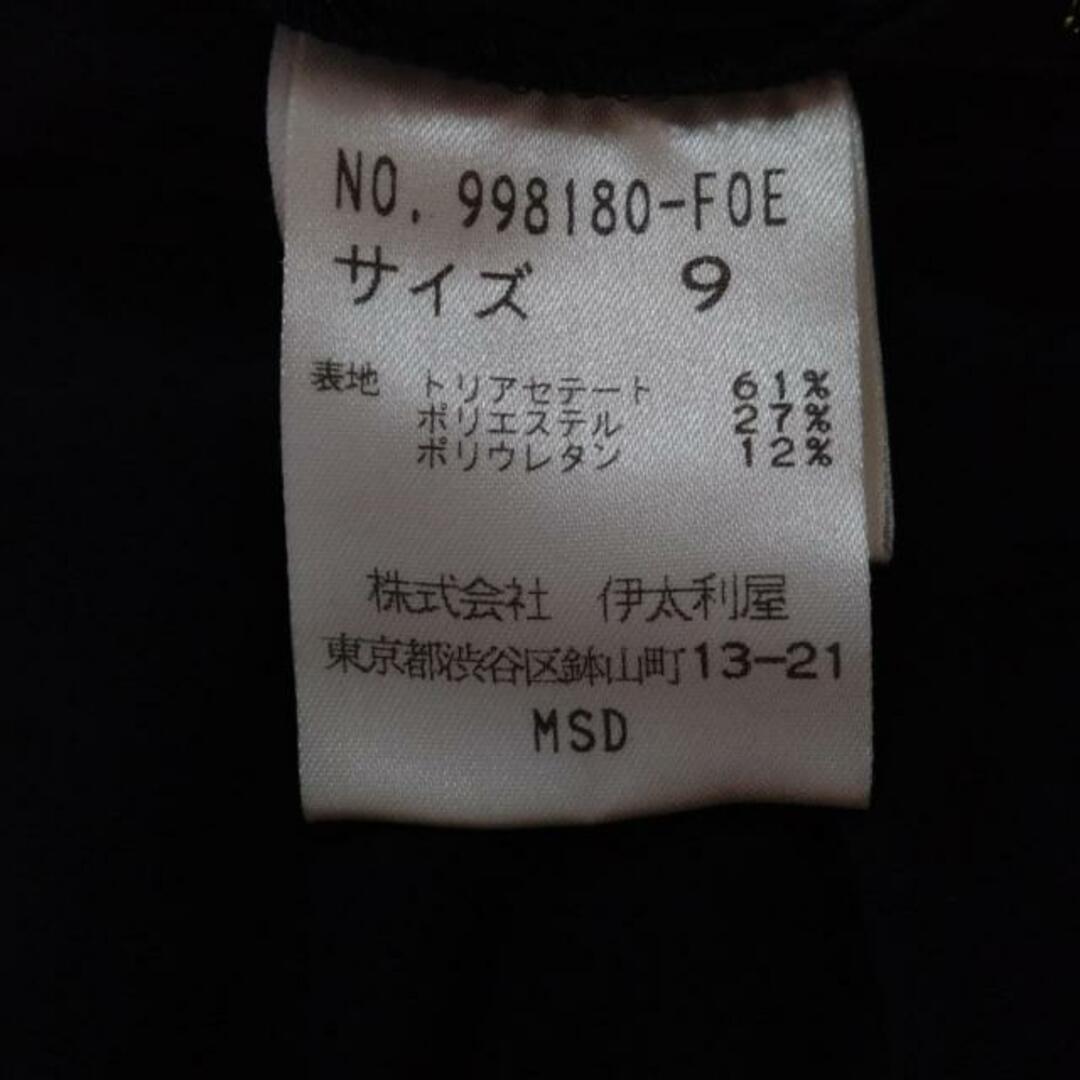 NO. 998180-F0E
サイズ 9
表地 トリアセテート 61%
ポリエステル 27%
ポリウレタン 12%
株式会社 伊太利屋
東京都渋谷区鉢山町13-21
MSD